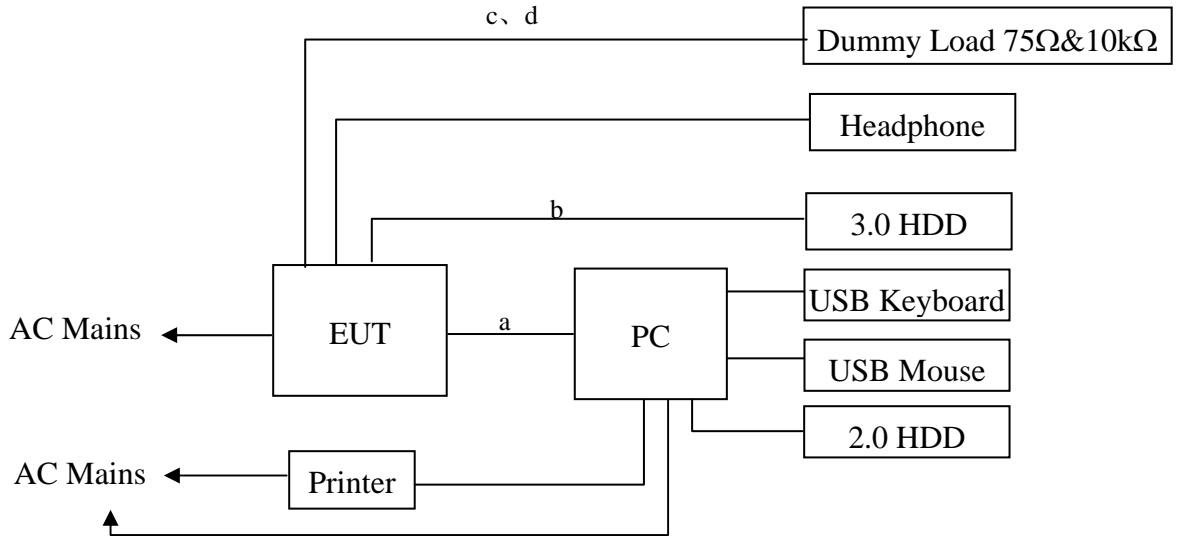 c、d
Dummy Load 75Ω&10kΩ
Headphone
b
3.0 HDD
AC Mains
EUT
a
PC
USB Keyboard
USB Mouse
2.0 HDD
AC Mains
Printer